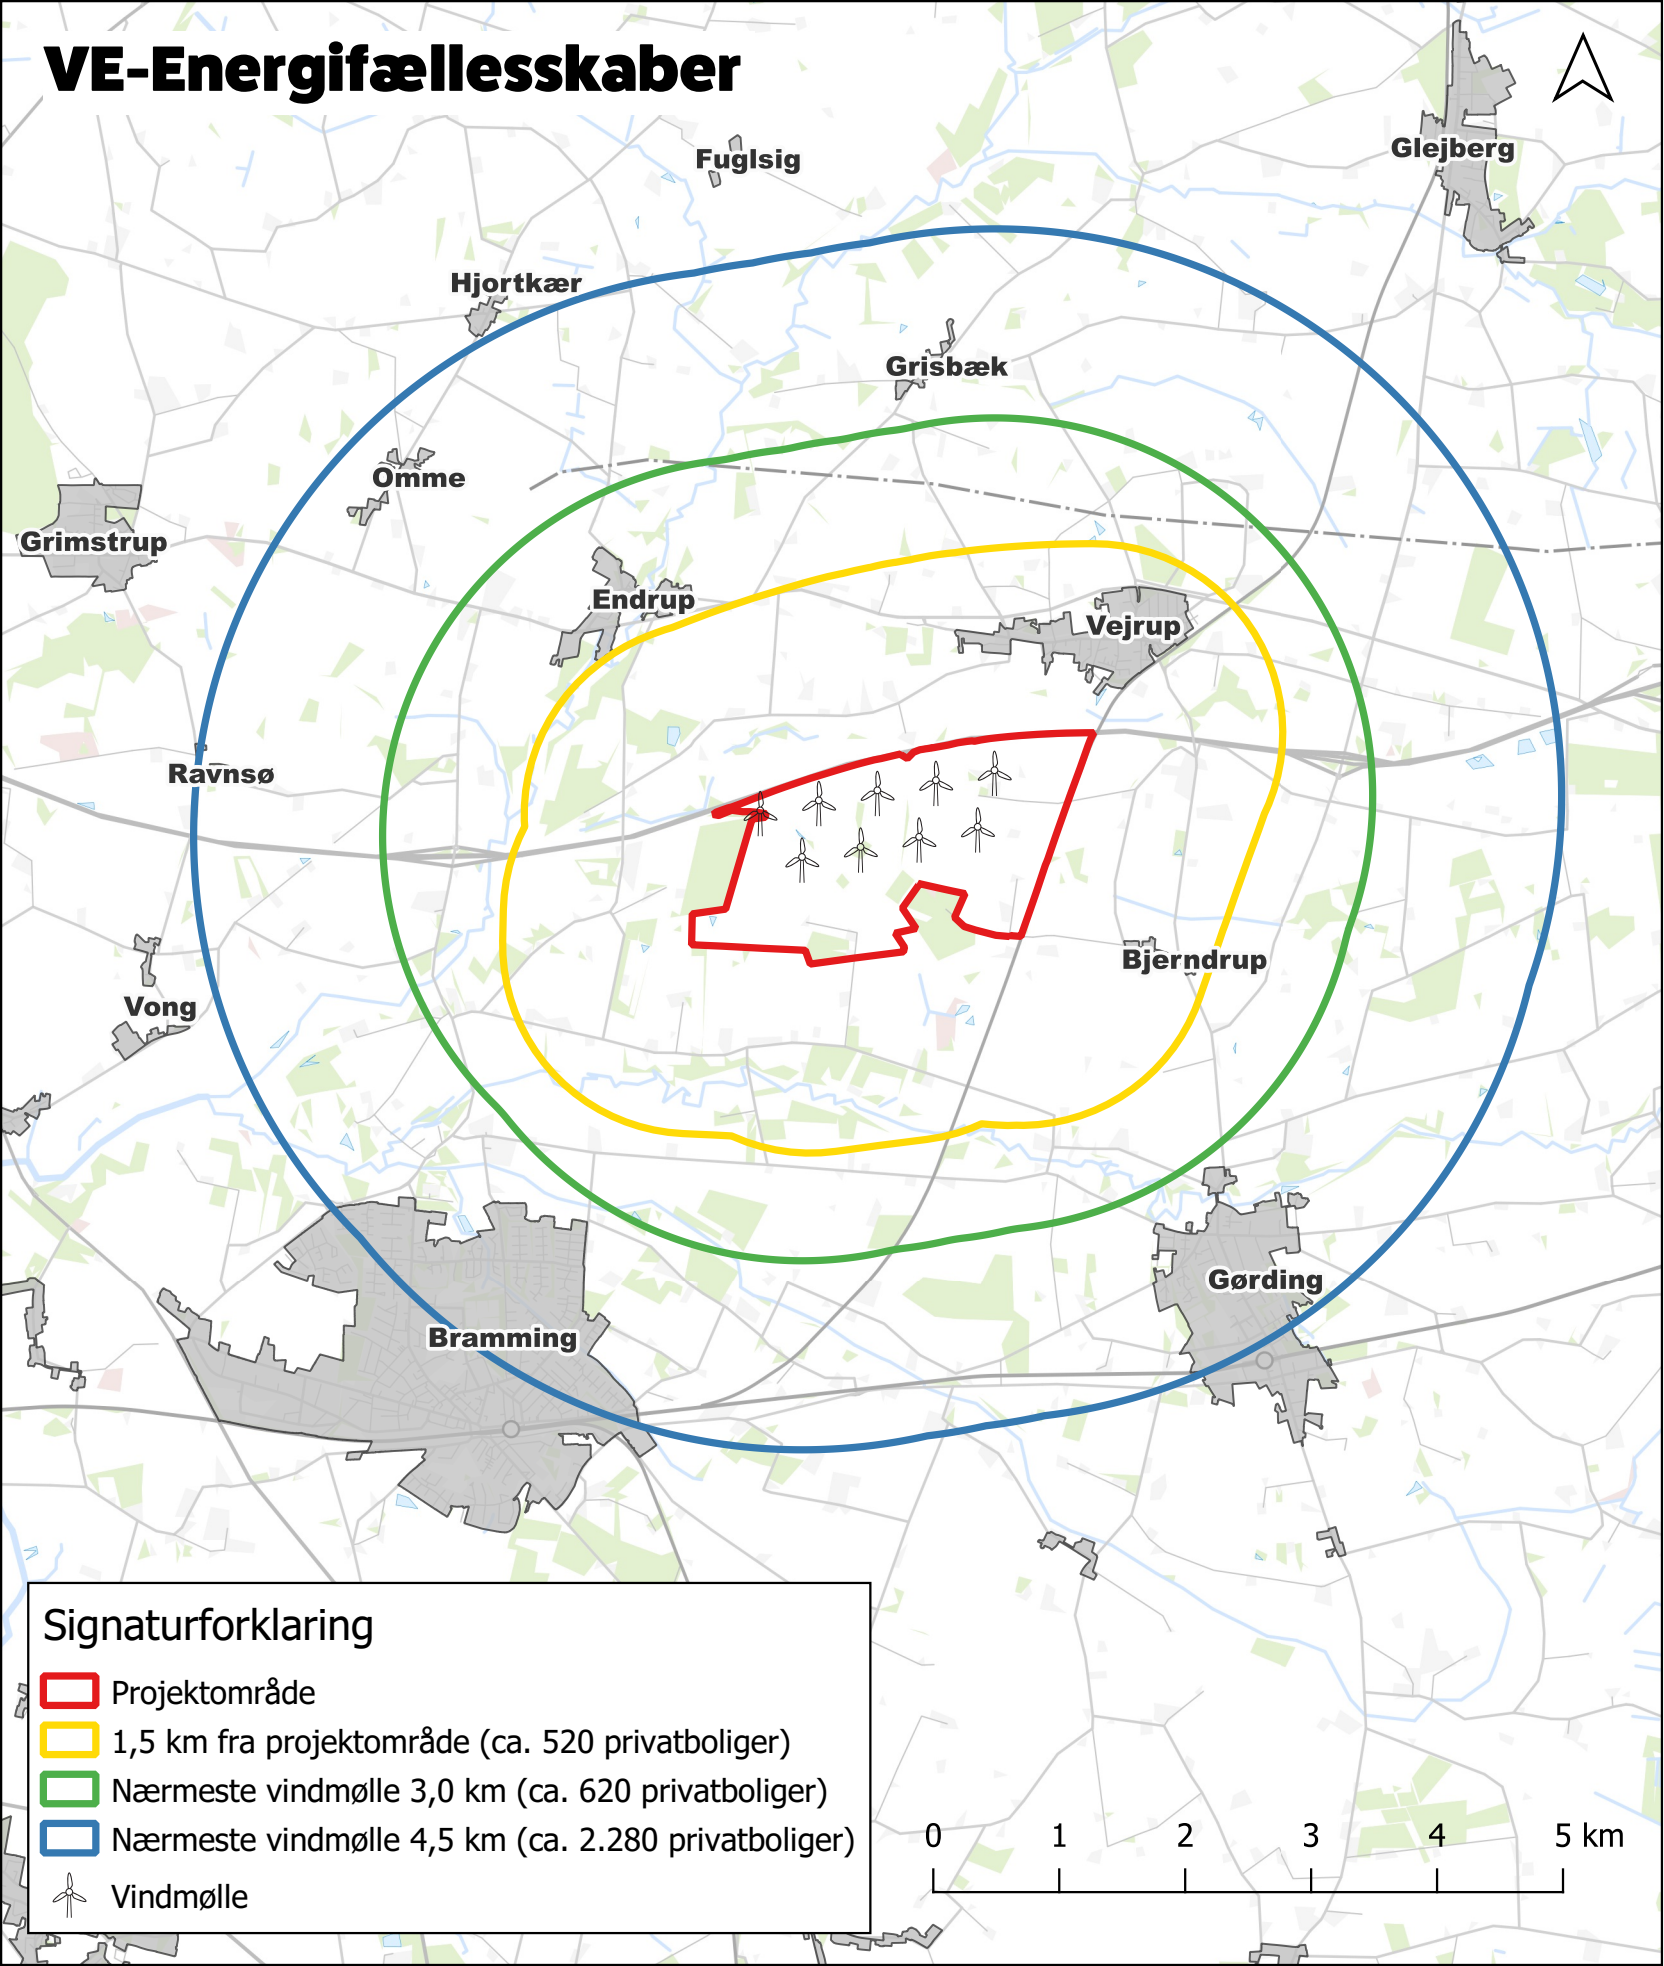 VE-Energifællesskaber
Glejberg
Fuglsig
Hjortkær
Grisbæk
Omme
Grimstrup
Endrup
Vejrup
Ravnsø
Bjerndrup
Vong
Gørding
Bramming
Signaturforklaring
Projektområde
1,5 km fra projektområde (ca. 520 privatboliger)
Nærmeste vindmølle 3,0 km (ca. 620 privatboliger)
Nærmeste vindmølle 4,5 km (ca. 2.280 privatboliger)
Vindmølle
0 1 2 3 4 5 km